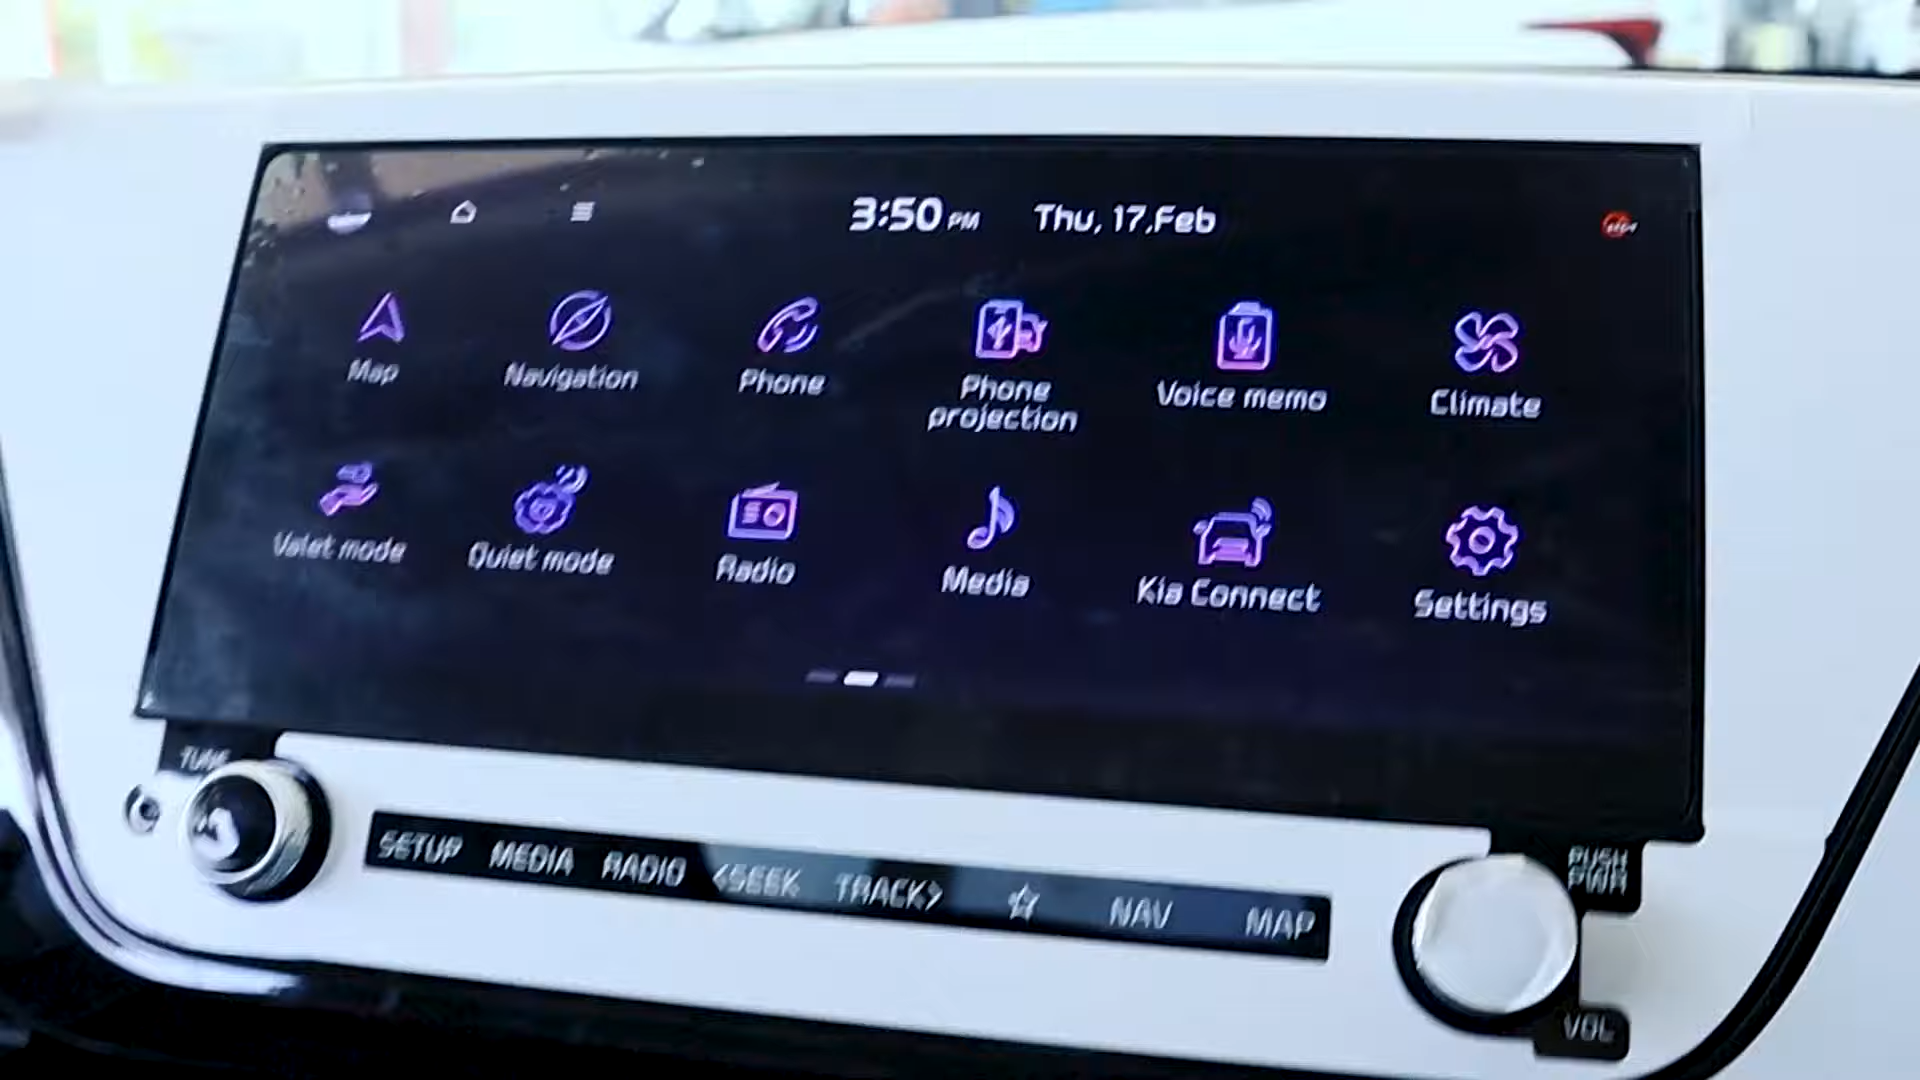 3:50 PM Thu, 17.Feb
Map Navigation Phone Phone projection Voice memo Climate
Valet mode Quiet mode Radio Media Kia Connect Settings
TUNE
SETUP MEDIA RADIO <SEEK TRACK> NAV MAP
PUSH
PWR
VOL